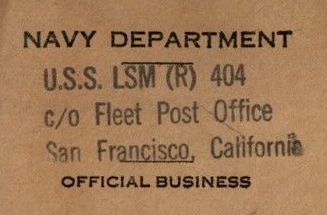 NAVY DEPARTMENT
U.S.S. LSM (R) 404
c/o Fleet Post Office
San Francisco, California
OFFICIAL BUSINESS